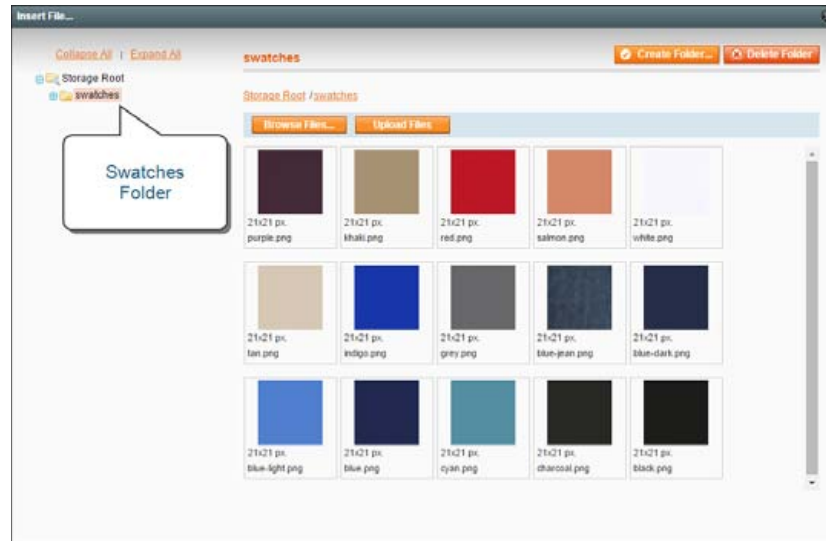 Insert File...
Collapse All | Expand All
swatches
Create Folder...
Delete Folder
Storage Root
swatches
Storage Root / swatches
Browse Files...
Upload Files
Swatches
Folder
21x21 px.
purple.png
21x21 px.
khaki.png
21x21 px.
red.png
21x21 px.
salmon.png
21x21 px.
white.png
21x21 px.
tan.png
21x21 px.
indigo.png
21x21 px.
grey.png
21x21 px.
blue-jean.png
21x21 px.
blue-dark.png
21x21 px.
blue-light.png
21x21 px.
blue.png
21x21 px.
cyan.png
21x21 px.
charcoal.png
21x21 px.
black.png